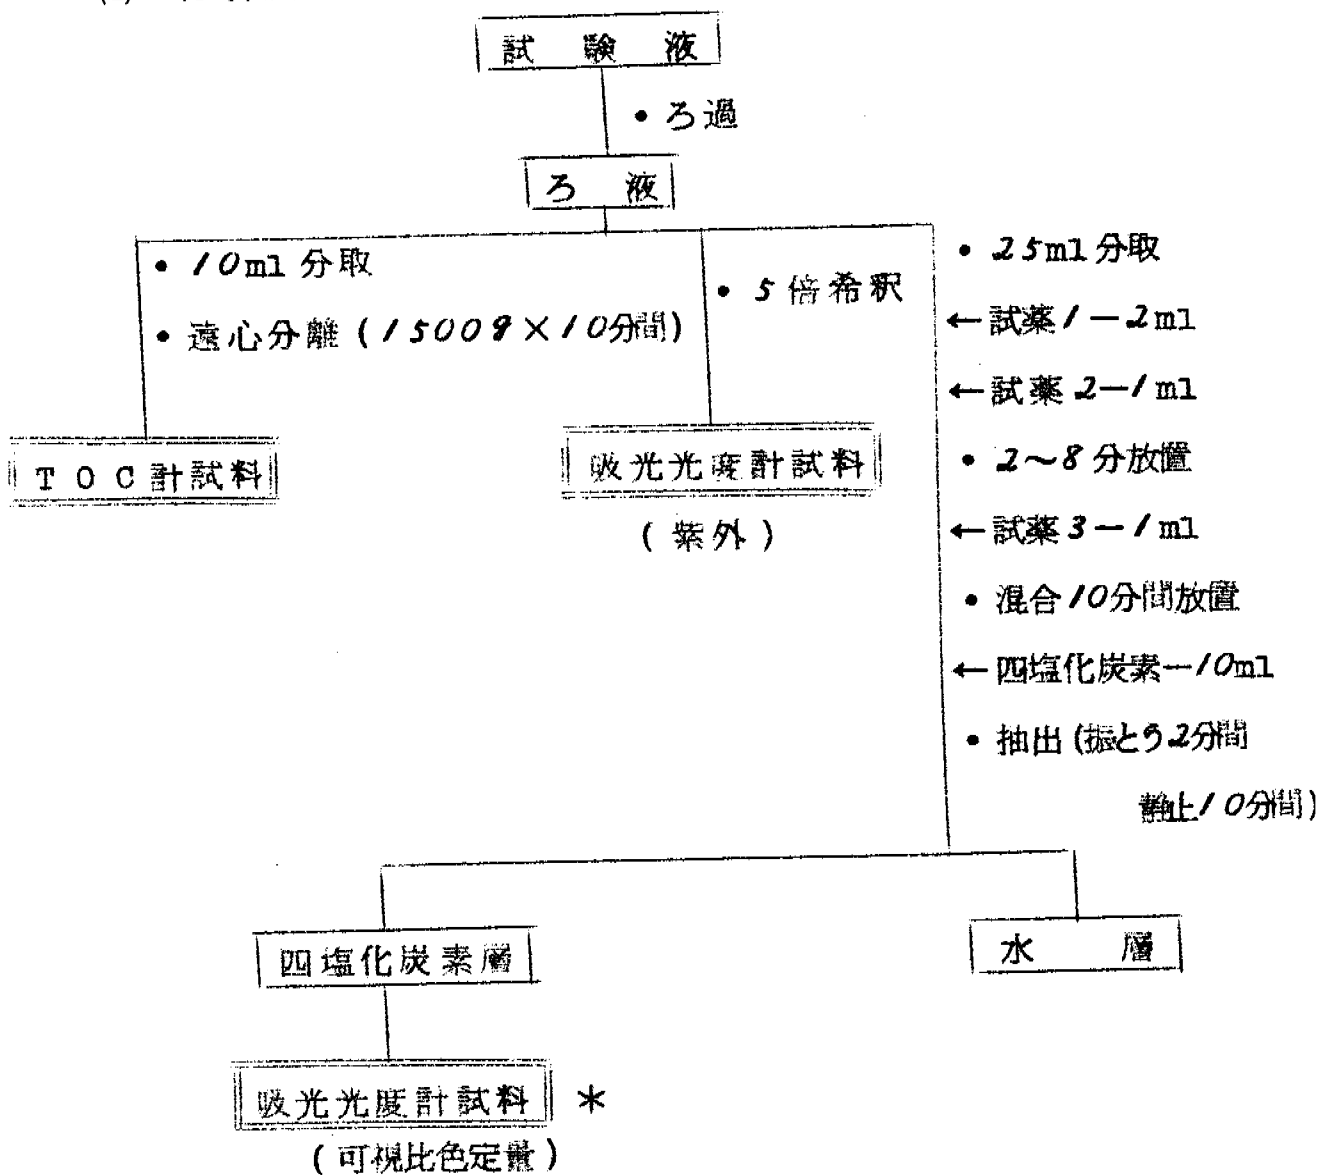 試験液
• ろ過
ろ液
• 10ml 分取
• 遠心分離 (1500g×10分間)
TOC計試料
• 5倍希釈
吸光光度計試料
(紫外)
• 25ml 分取
←試薬1-2ml
←試薬2-1ml
• 2~8分放置
←試薬3-1ml
• 混合10分間放置
←四塩化炭素-10ml
• 抽出(振とう2分間
静止10分間)
四塩化炭素層
水層
吸光光度計試料 *
(可視比色定量)